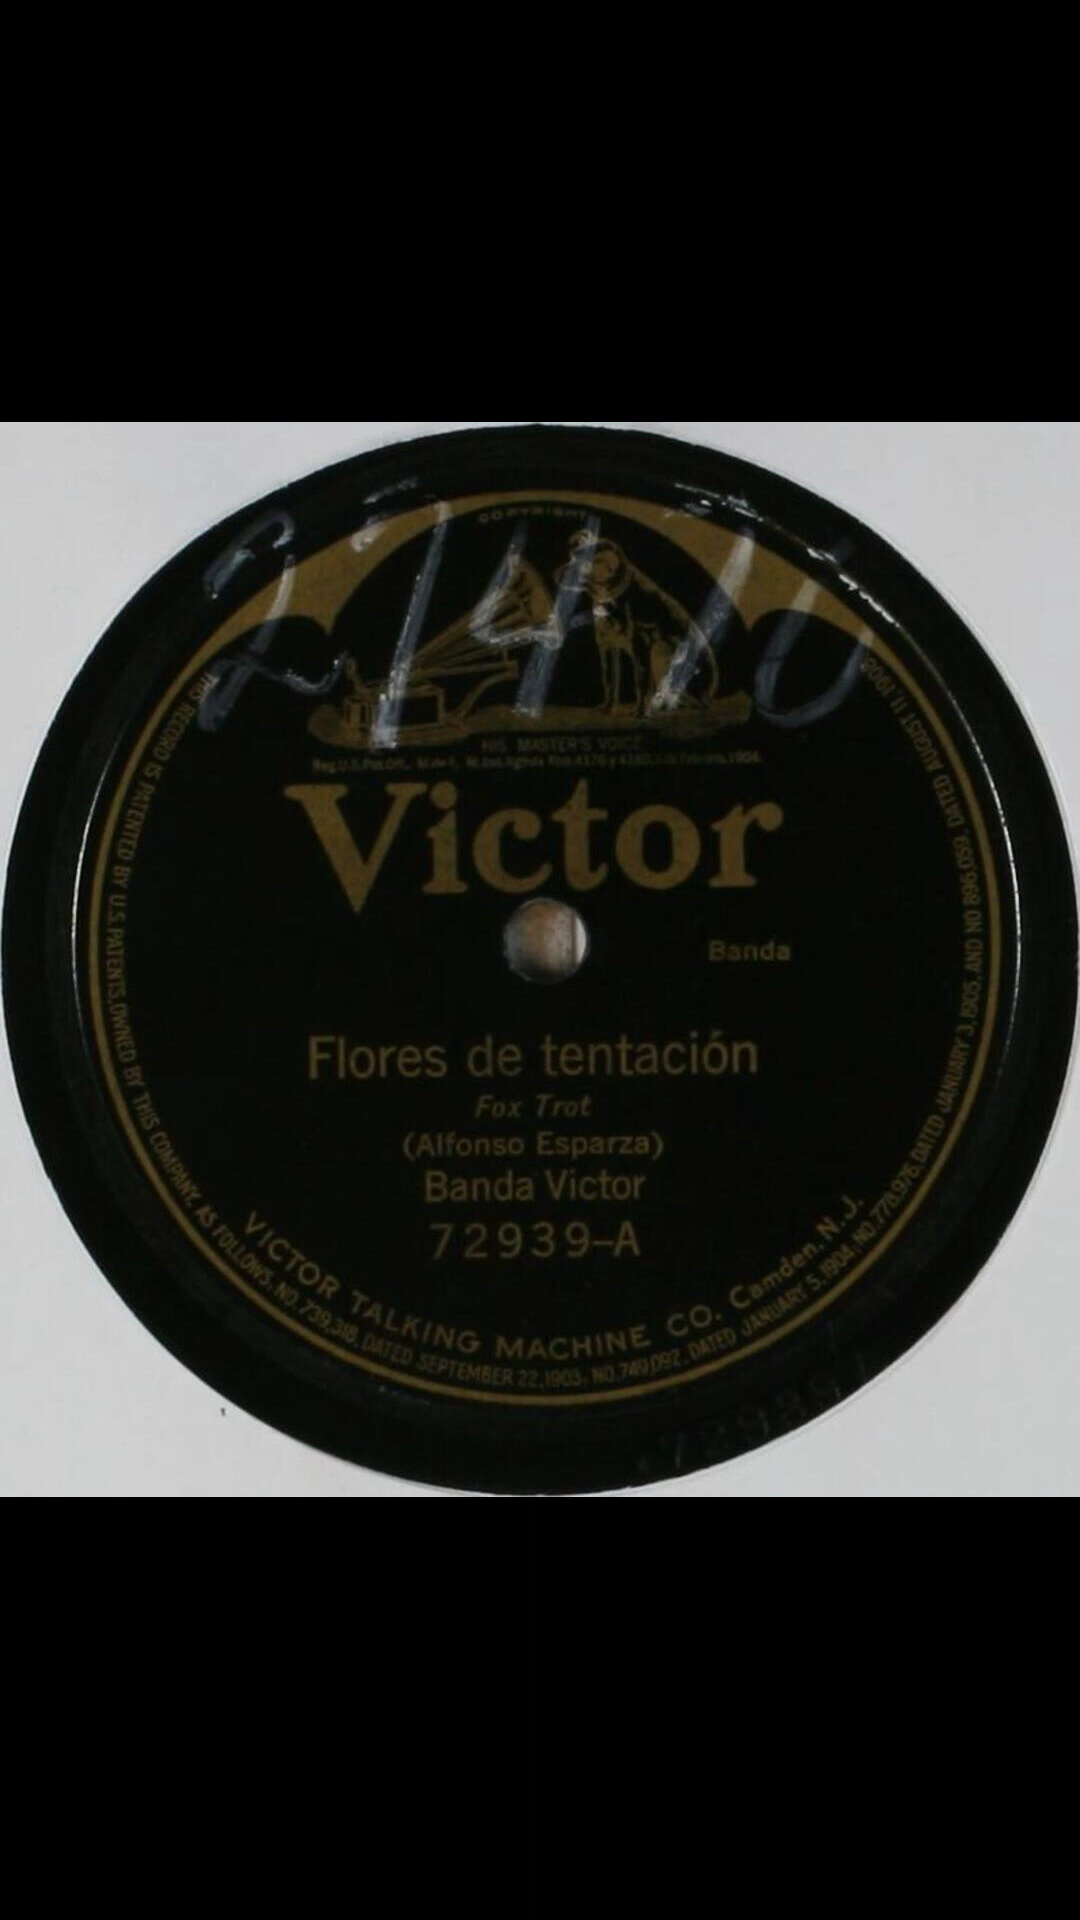 27410
COPYRIGHT
HIS MASTER'S VOICE
Victor
Banda
Flores de tentación
Fox Trot
(Alfonso Esparza)
Banda Victor
72939-A
VICTOR TALKING MACHINE CO. Camden, N.J.
THIS RECORD IS PATENTED BY U.S. PATENTS, OWNED BY THIS COMPANY, AS FOLLOWS, NO. 739,318, DATED SEPTEMBER 22, 1903, NO. 749,092, DATED JANUARY 5, 1904, NO. 778,976, DATED JANUARY 3, 1905, AND NO 896,059, DATED AUGUST 11, 1908